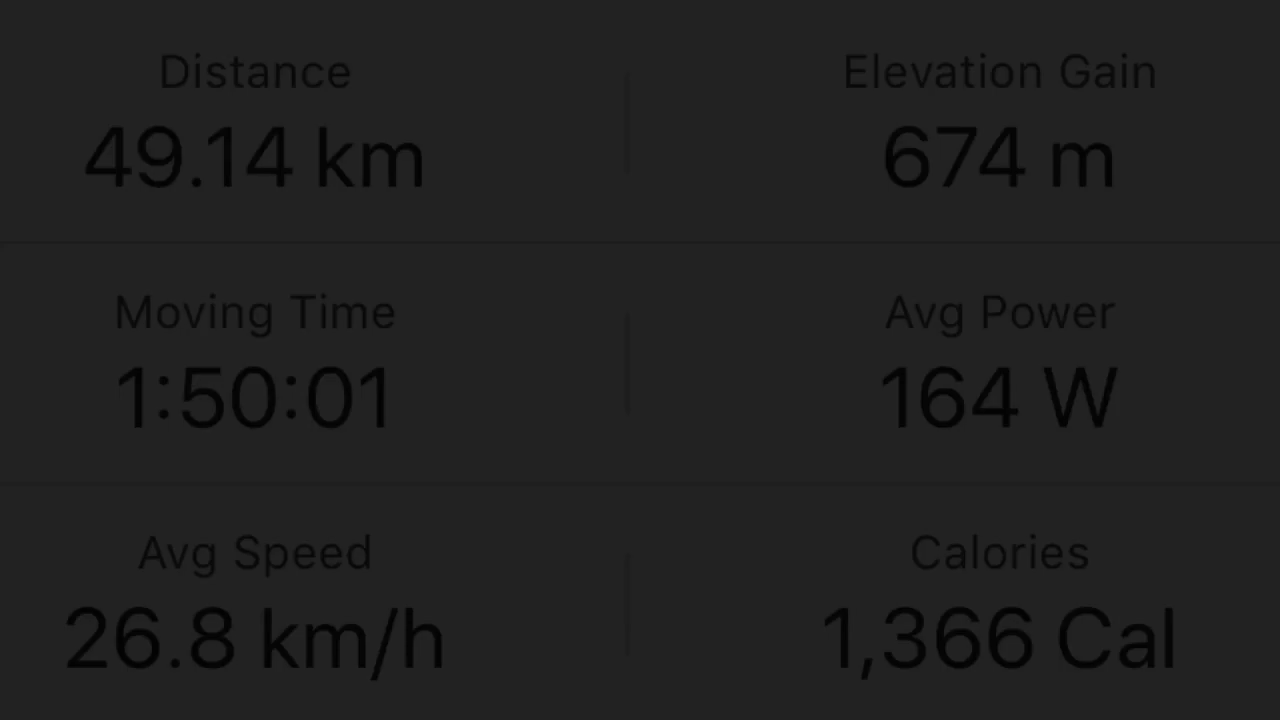 Distance
49.14 km
Elevation Gain
674 m
Moving Time
1:50:01
Avg Power
164 W
Avg Speed
26.8 km/h
Calories
1,366 Cal